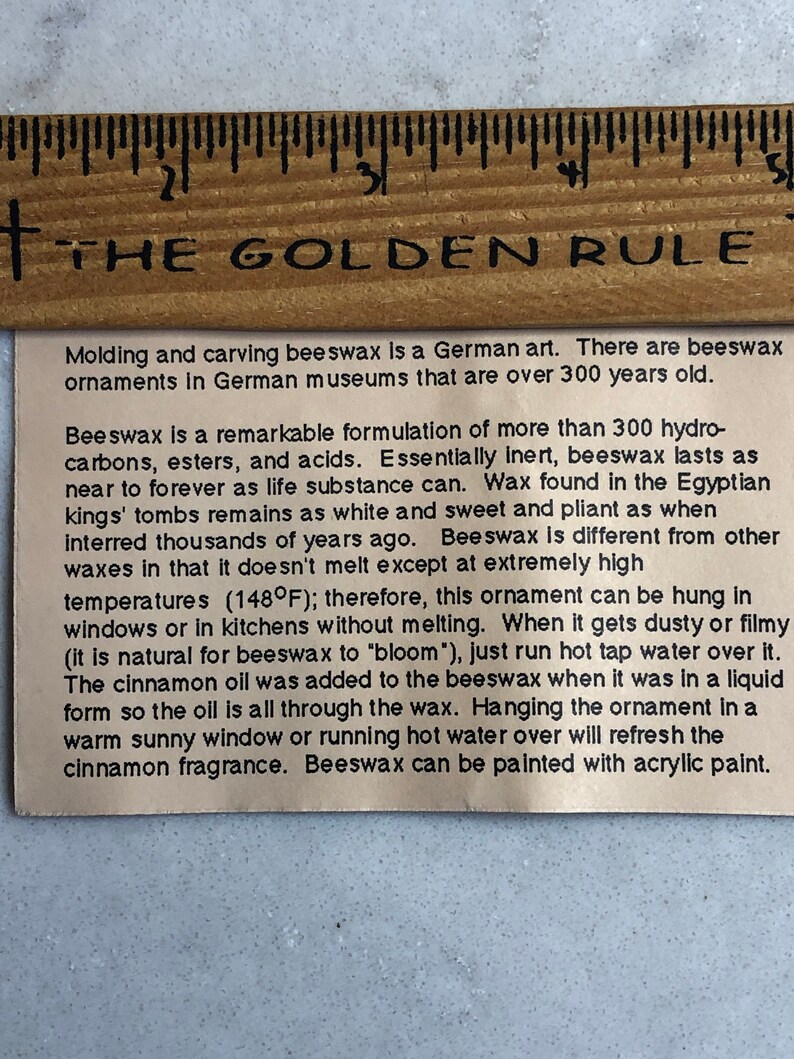 2 3 4 5
THE GOLDEN RULE
Molding and carving beeswax is a German art. There are beeswax
ornaments in German museums that are over 300 years old.
Beeswax is a remarkable formulation of more than 300 hydro-
carbons, esters, and acids. Essentially inert, beeswax lasts as
near to forever as life substance can. Wax found in the Egyptian
kings' tombs remains as white and sweet and pliant as when
interred thousands of years ago. Beeswax is different from other
waxes in that it doesn't melt except at extremely high
temperatures (148°F); therefore, this ornament can be hung in
windows or in kitchens without melting. When it gets dusty or filmy
(it is natural for beeswax to "bloom"), just run hot tap water over it.
The cinnamon oil was added to the beeswax when it was in a liquid
form so the oil is all through the wax. Hanging the ornament in a
warm sunny window or running hot water over will refresh the
cinnamon fragrance. Beeswax can be painted with acrylic paint.